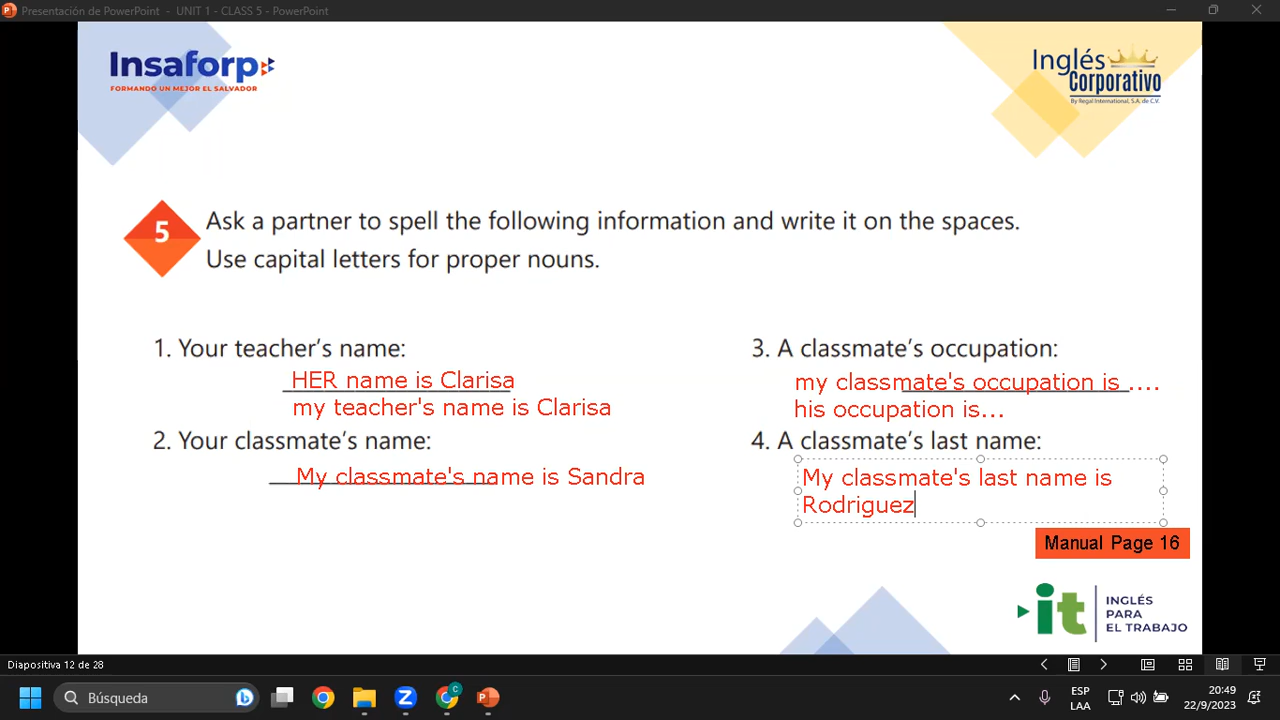 Presentación de PowerPoint - UNIT 1 - CLASS 5 - PowerPoint
Insaforp
FORMANDO UN MEJOR EL SALVADOR
Inglés
Corporativo
By Regal International, S.A. de C.V.
5
Ask a partner to spell the following information and write it on the spaces.
Use capital letters for proper nouns.
1. Your teacher's name:
HER name is Clarisa
my teacher's name is Clarisa
2. Your classmate's name:
My classmate's name is Sandra
3. A classmate's occupation:
my classmate's occupation is ....
his occupation is...
4. A classmate's last name:
My classmate's last name is
Rodriguez
Manual Page 16
it
INGLÉS
PARA
EL TRABAJO
Diapositiva 12 de 28
Búsqueda
ESP
LAA
20:49
22/9/2023